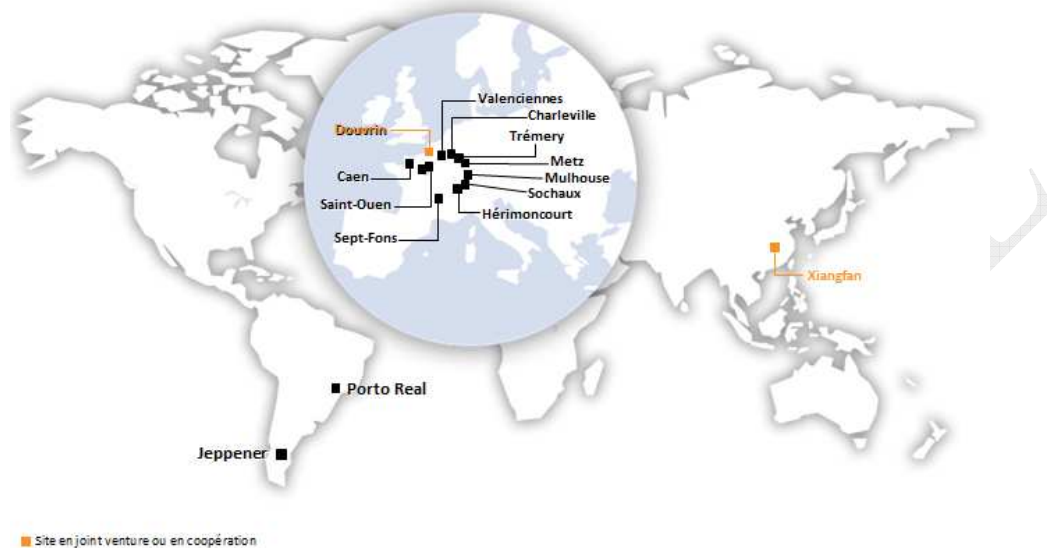 Valenciennes
Charleville
Douvrin
Trémery
Metz
Caen
Mulhouse
Sochaux
Saint-Ouen
Hérimoncourt
Sept-Fons
Xiangfan
Porto Real
Jeppener
Site en joint venture ou en coopération